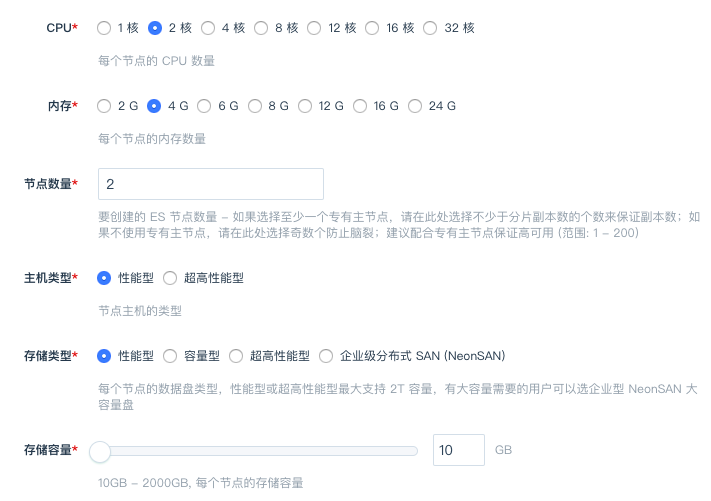 CPU* 1 核 2 核 4 核 8 核 12 核 16 核 32 核
每个节点的 CPU 数量
内存* 2 G 4 G 6 G 8 G 12 G 16 G 24 G
每个节点的内存数量
节点数量* 2
要创建的 ES 节点数量 – 如果选择至少一个专有主节点，请在此处选择不少于分片副本数的个数来保证副本数；如
果不使用专有主节点，请在此处选择奇数个防止脑裂；建议配合专有主节点保证高可用 (范围: 1 – 200)
主机类型* 性能型 超高性能型
节点主机的类型
存储类型* 性能型 容量型 超高性能型 企业级分布式 SAN (NeonSAN)
每个节点的数据盘类型，性能型或超高性能型最大支持 2T 容量，有大容量需要的用户可以选企业型 NeonSAN 大
容量盘
存储容量* 10 GB
10GB – 2000GB, 每个节点的存储容量